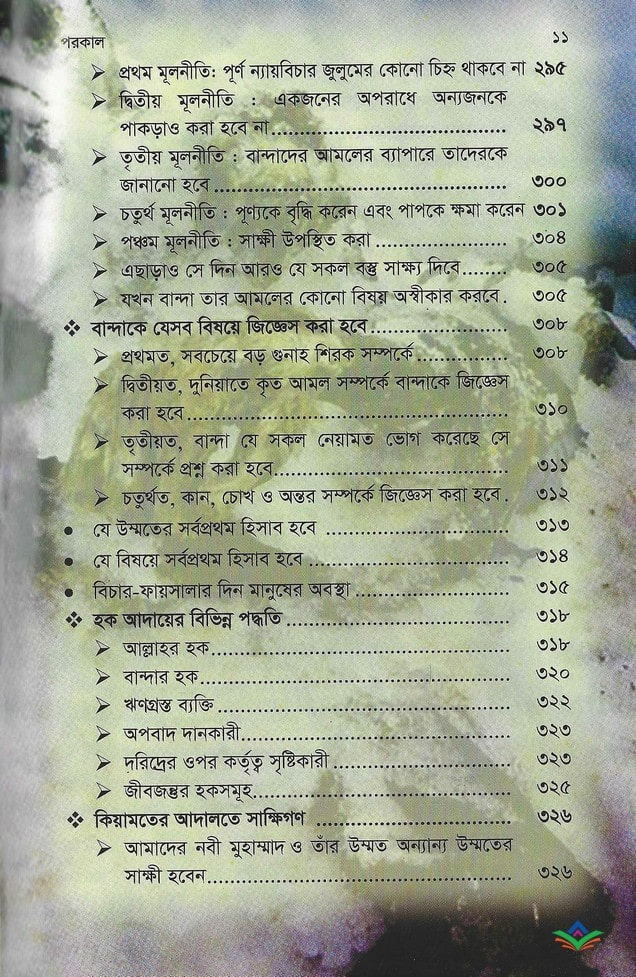 পরকাল ১১
➢ প্রথম মূলনীতি: পূর্ণ ন্যায়বিচার জুলুমের কোনো চিহ্ন থাকবে না ২৯৫
➢ দ্বিতীয় মূলনীতি : একজনের অপরাধে অন্যজনকে
পাকড়াও করা হবে না........................................ ২৯৭
➢ তৃতীয় মূলনীতি : বান্দাদের আমলের ব্যাপারে তাদেরকে
জানানো হবে .................................................. ৩০০
➢ চতুর্থ মূলনীতি : পূণ্যকে বৃদ্ধি করেন এবং পাপকে ক্ষমা করেন ৩০১
➢ পঞ্চম মূলনীতি : সাক্ষী উপস্থিত করা ....................... ৩০৪
➢ এছাড়াও সে দিন আরও যে সকল বস্তু সাক্ষ্য দিবে........ ৩০৫
➢ যখন বান্দা তার আমলের কোনো বিষয় অস্বীকার করবে . ৩০৫
❖ বান্দাকে যেসব বিষয়ে জিজ্ঞেস করা হবে........................ ৩০৮
➢ প্রথমত, সবচেয়ে বড় গুনাহ শিরক সম্পর্কে................ ৩০৮
➢ দ্বিতীয়ত, দুনিয়াতে কৃত আমল সম্পর্কে বান্দাকে জিজ্ঞেস
করা হবে....................................................... ৩১০
➢ তৃতীয়ত, বান্দা যে সকল নেয়ামত ভোগ করেছে সে
সম্পর্কে প্রশ্ন করা হবে........................................ ৩১১
➢ চতুর্থত, কান, চোখ ও অন্তর সম্পর্কে জিজ্ঞেস করা হবে . ৩১২
• যে উম্মতের সর্বপ্রথম হিসাব হবে ............................... ৩১৩
• যে বিষয়ে সর্বপ্রথম হিসাব হবে .................................. ৩১৪
• বিচার-ফায়সালার দিন মানুষের অবস্থা .......................... ৩১৫
❖ হক আদায়ের বিভিন্ন পদ্ধতি ...................................... ৩১৮
➢ আল্লাহর হক................................................... ৩১৮
➢ বান্দার হক..................................................... ৩২০
➢ ঋণগ্রস্ত ব্যক্তি .................................................. ৩২২
➢ অপবাদ দানকারী.............................................. ৩২৩
➢ দরিদ্রের ওপর কর্তৃত্ব সৃষ্টিকারী .............................. ৩২৩
➢ জীবজন্তুর হকসমূহ............................................ ৩২৫
❖ কিয়ামতের আদালতে সাক্ষিগণ ................................. ৩২৬
➢ আমাদের নবী মুহাম্মাদ ও তাঁর উম্মত অন্যান্য উম্মতের
সাক্ষী হবেন.................................................... ৩২৬